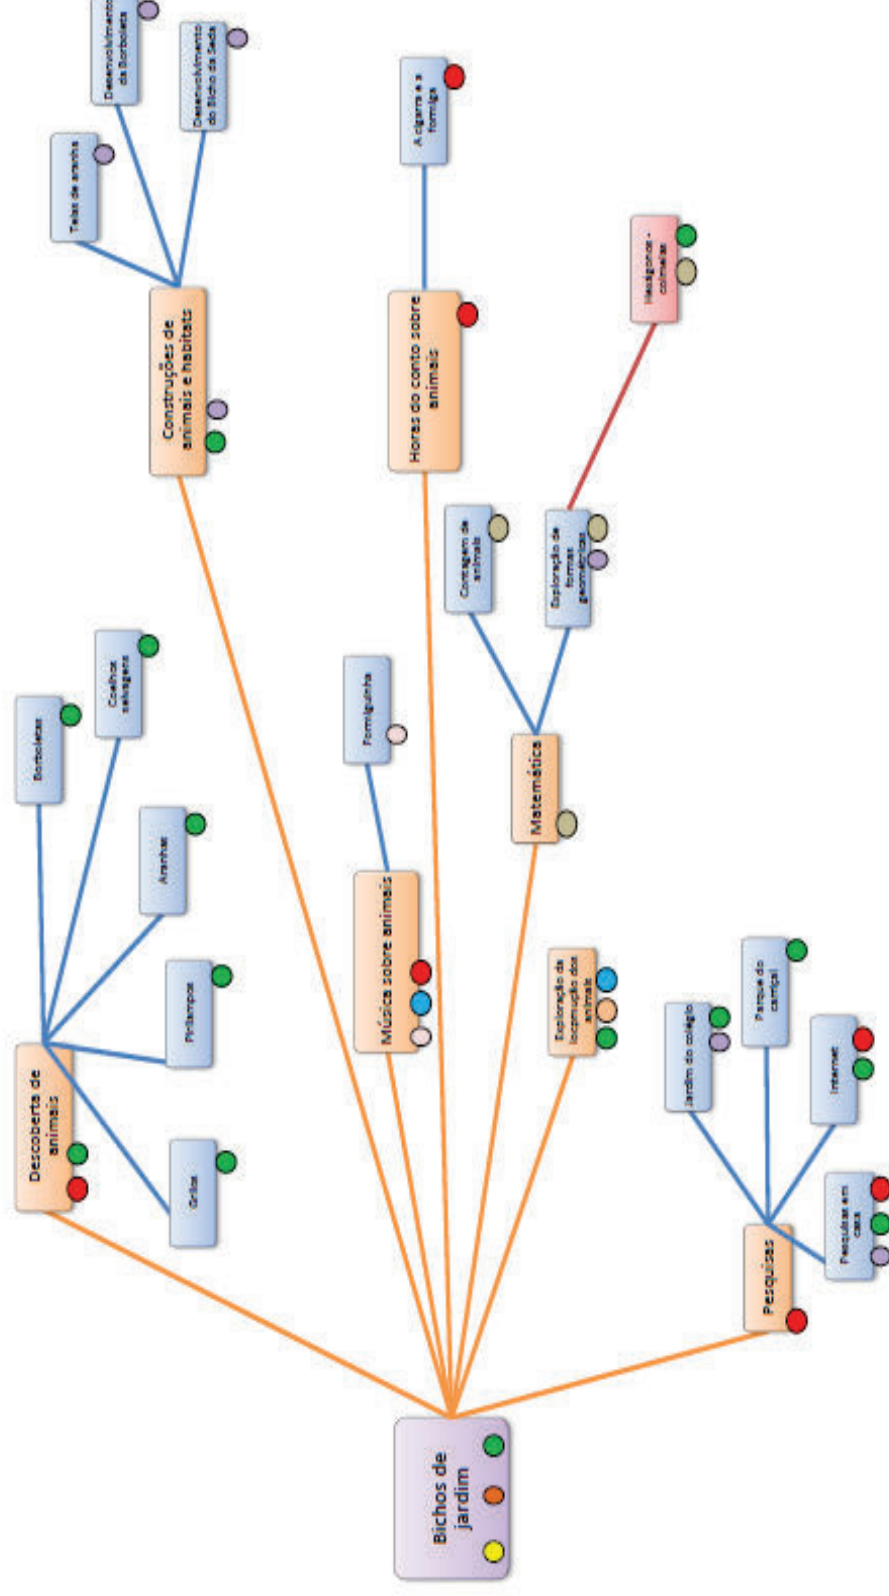 Bichos de
jardim
Descoberta de
animais
Grilos
Pirilampos
Aranhas
Coelhos
selvagens
Borboletas
Construções de
animais e habitats
Teias de aranha
Desenvolvimento
da Borboleta
Desenvolvimento
do Bicho da Seda
Música sobre animais
Formiguinha
Horas do conto sobre
animais
A cigarra e a
formiga
Matemática
Contagem de
animais
Exploração de
formas
geométricas
Hexágonos -
colmeias
Exploração da
locpmução dos
animais
Pesquisas
Jardim do colégio
Parque do
carriçal
Internet
Pesquisas em
casa